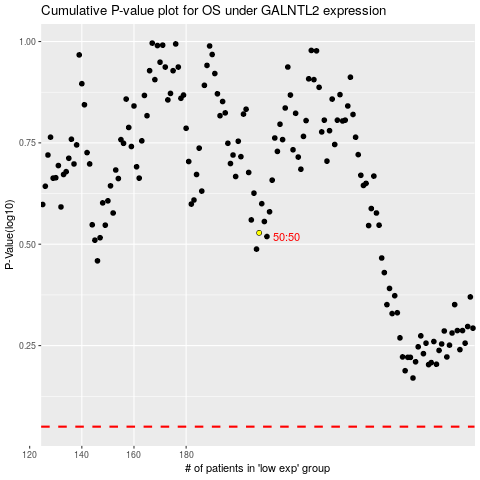 Cumulative P-value plot for OS under GALNTL2 expression
P-Value(log10)
1.00
0.75
0.50
0.25
50:50
120 140 160 180
# of patients in 'low exp' group